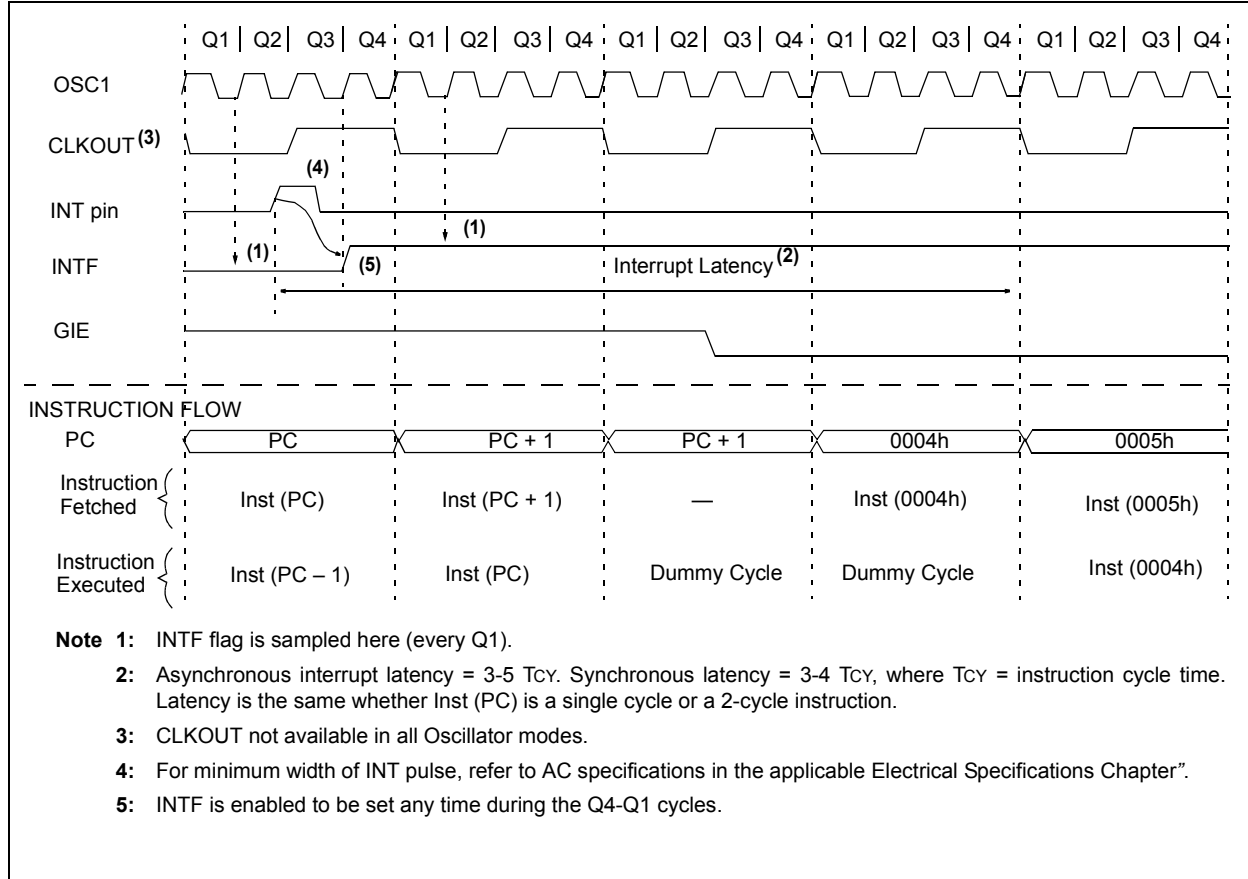 Q1 | Q2 | Q3 | Q4 Q1 | Q2 | Q3 | Q4 Q1 | Q2 | Q3 | Q4 Q1 | Q2 | Q3 | Q4 Q1 | Q2 | Q3 | Q4
OSC1
CLKOUT (3)
(4)
INT pin
(1)
(1)
INTF
(5)
Interrupt Latency (2)
GIE
INSTRUCTION FLOW
PC PC PC + 1 PC + 1 0004h 0005h
Instruction
Fetched
Inst (PC) Inst (PC + 1) — Inst (0004h) Inst (0005h)
Instruction
Executed
Inst (PC – 1) Inst (PC) Dummy Cycle Dummy Cycle Inst (0004h)
Note 1: INTF flag is sampled here (every Q1).
2: Asynchronous interrupt latency = 3-5 TCY. Synchronous latency = 3-4 TCY, where TCY = instruction cycle time.
Latency is the same whether Inst (PC) is a single cycle or a 2-cycle instruction.
3: CLKOUT not available in all Oscillator modes.
4: For minimum width of INT pulse, refer to AC specifications in the applicable Electrical Specifications Chapter”.
5: INTF is enabled to be set any time during the Q4-Q1 cycles.